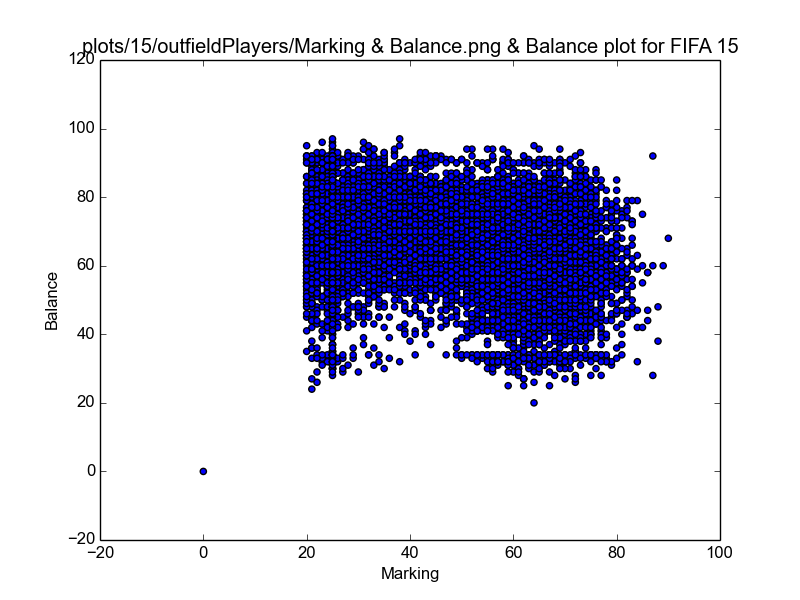 plots/15/outfieldPlayers/Marking & Balance.png & Balance plot for FIFA 15
120
100
80
60
40
20
0
−20
Balance
−20 0 20 40 60 80 100
Marking